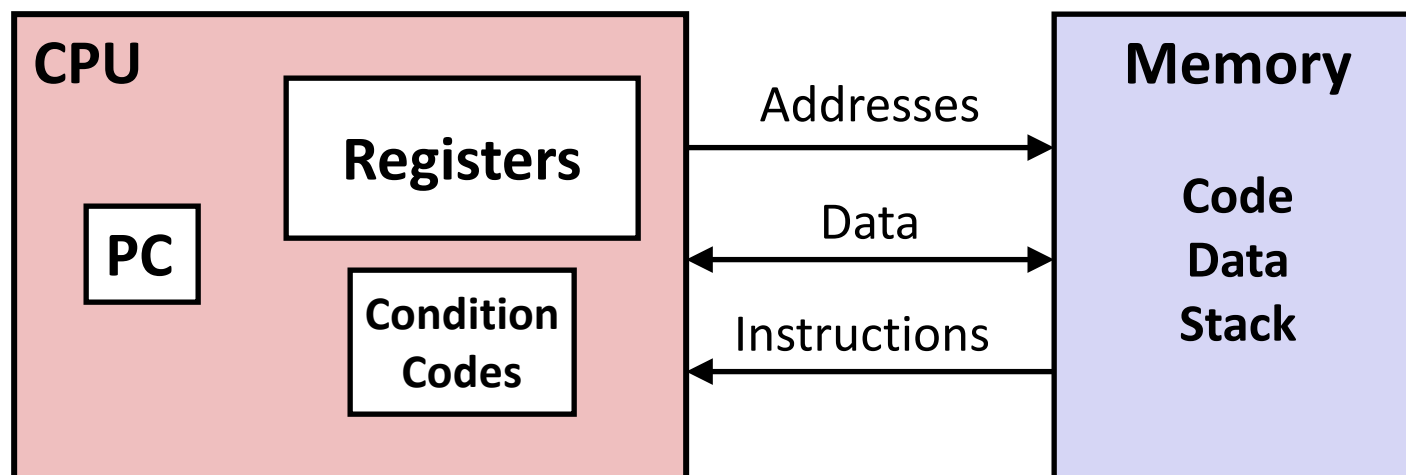 CPU
Registers
PC
Condition
Codes
Addresses
Data
Instructions
Memory
Code
Data
Stack